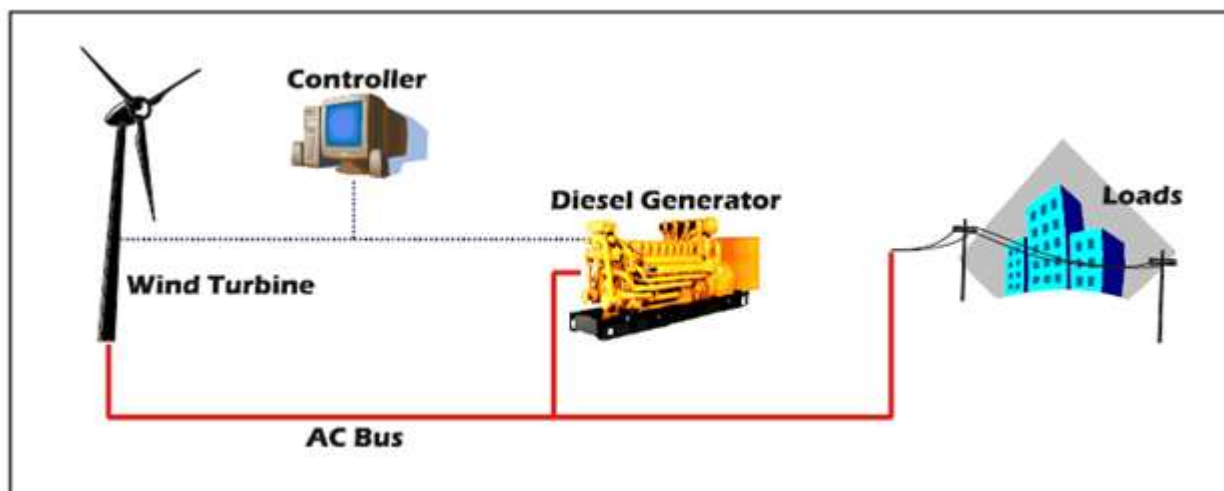 Controller
Diesel Generator
Loads
Wind Turbine
AC Bus